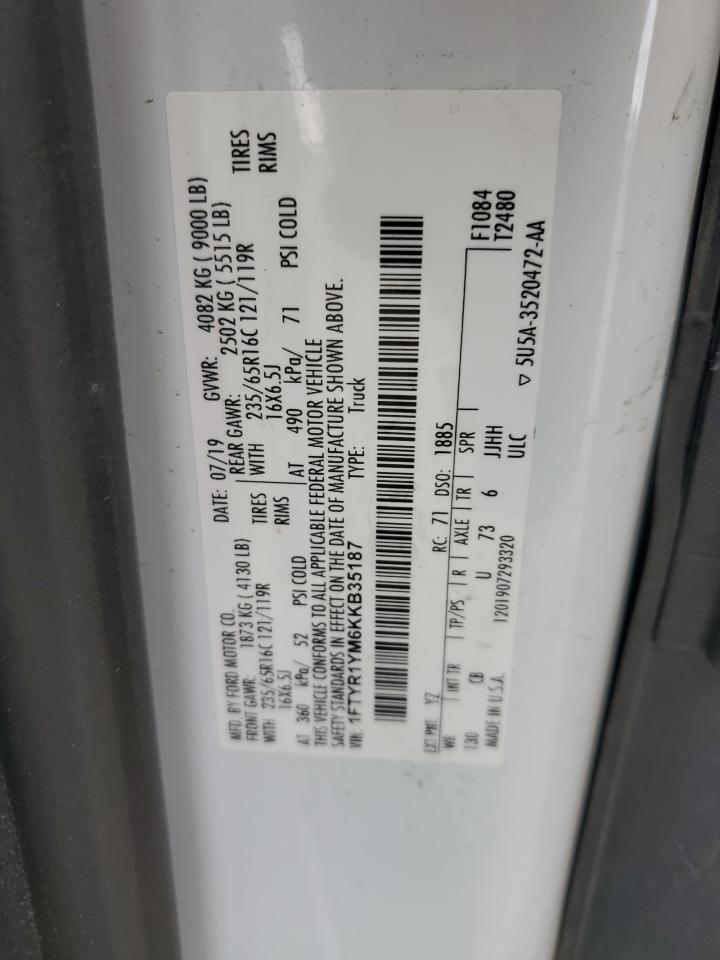 MFD. BY FORD MOTOR CO.
DATE: 07/19 GVWR: 4082 KG ( 9000 LB)
FRONT GAWR: 1873 KG ( 4130 LB) REAR GAWR: 2502 KG ( 5515 LB)
WITH 235/65R16C 121/119R TIRES WITH 235/65R16C 121/119R TIRES
16X6.5J RIMS 16X6.5J RIMS
AT 360 kPa/ 52 PSI COLD AT 490 kPa/ 71 PSI COLD
THIS VEHICLE CONFORMS TO ALL APPLICABLE FEDERAL MOTOR VEHICLE
SAFETY STANDARDS IN EFFECT ON THE DATE OF MANUFACTURE SHOWN ABOVE.
VIN: 1FTYR1YM6KKB35187 TYPE: Truck
EXT PNT: YZ RC: 71 DSO: 1885
WB INT TR TP/PS R AXLE TR SPR F1084
T2480
130 CB U 73 6 JJHH
MADE IN U.S.A. 1201907293320 ULC
▽ 5U5A-3520472-AA